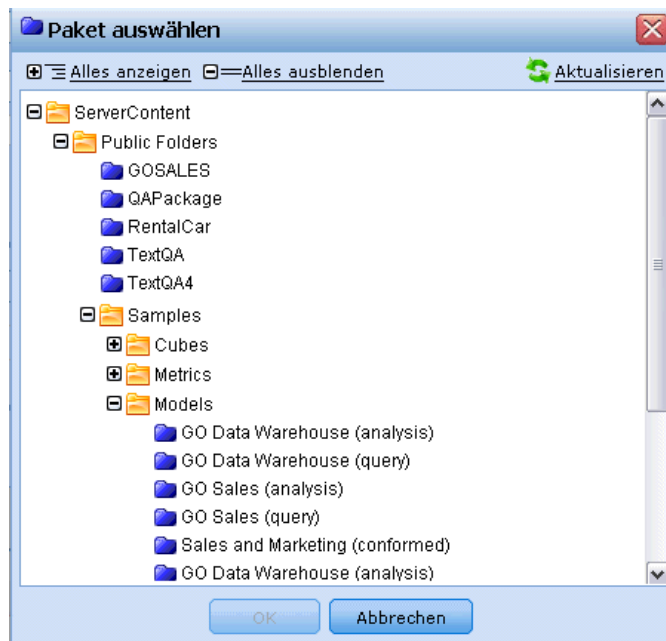 Paket auswählen
Alles anzeigen Alles ausblenden Aktualisieren
ServerContent
Public Folders
GOSALES
QAPackage
RentalCar
TextQA
TextQA4
Samples
Cubes
Metrics
Models
GO Data Warehouse (analysis)
GO Data Warehouse (query)
GO Sales (analysis)
GO Sales (query)
Sales and Marketing (conformed)
GO Data Warehouse (analysis)
OK Abbrechen